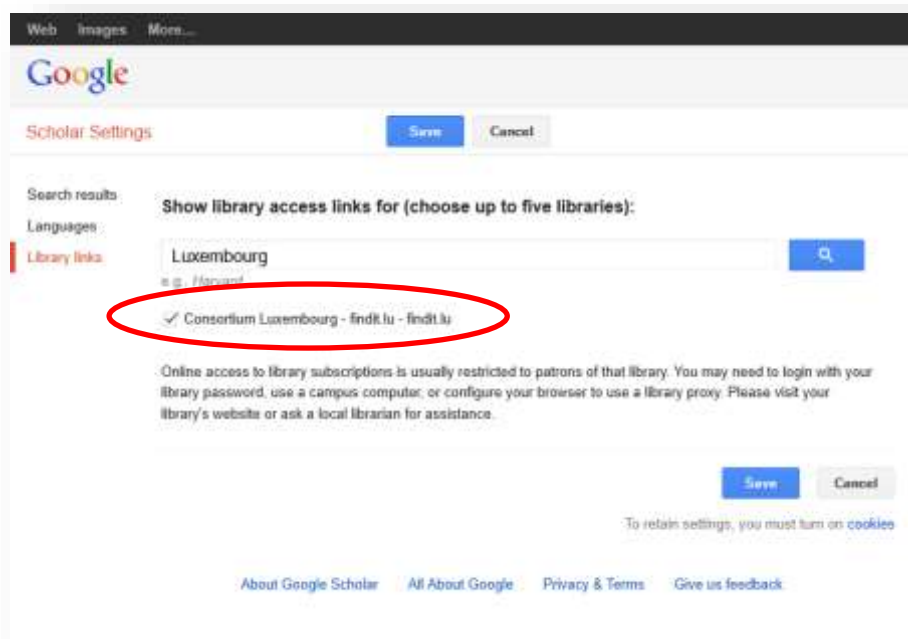 Web Images More...
Google
Scholar Settings
Save Cancel
Search results
Languages
Library links
Show library access links for (choose up to five libraries):
Luxembourg
e.g., Harvard
Consortium Luxembourg - findit.lu - findit.lu
Online access to library subscriptions is usually restricted to patrons of that library. You may need to login with your
library password, use a campus computer, or configure your browser to use a library proxy. Please visit your
library's website or ask a local librarian for assistance.
Save Cancel
To retain settings, you must turn on cookies
About Google Scholar All About Google Privacy & Terms Give us feedback